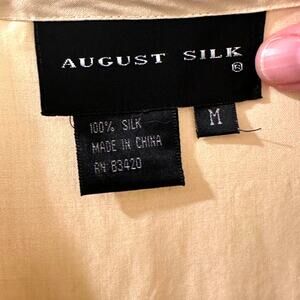 AUGUST SILK
®
M
100% SILK
MADE IN CHINA
RN 83420